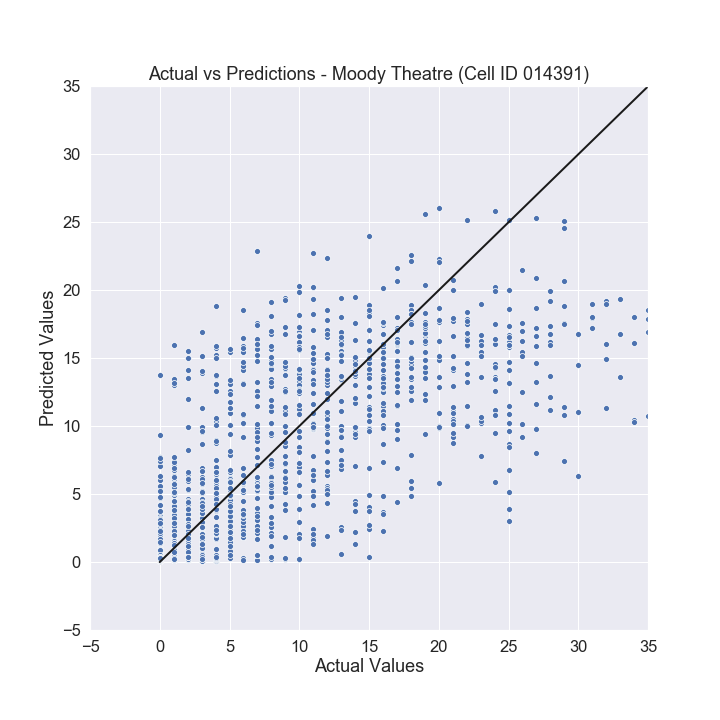 Actual vs Predictions - Moody Theatre (Cell ID 014391)
35
30
25
20
15
10
5
0
−5
Predicted Values
−5 0 5 10 15 20 25 30 35
Actual Values